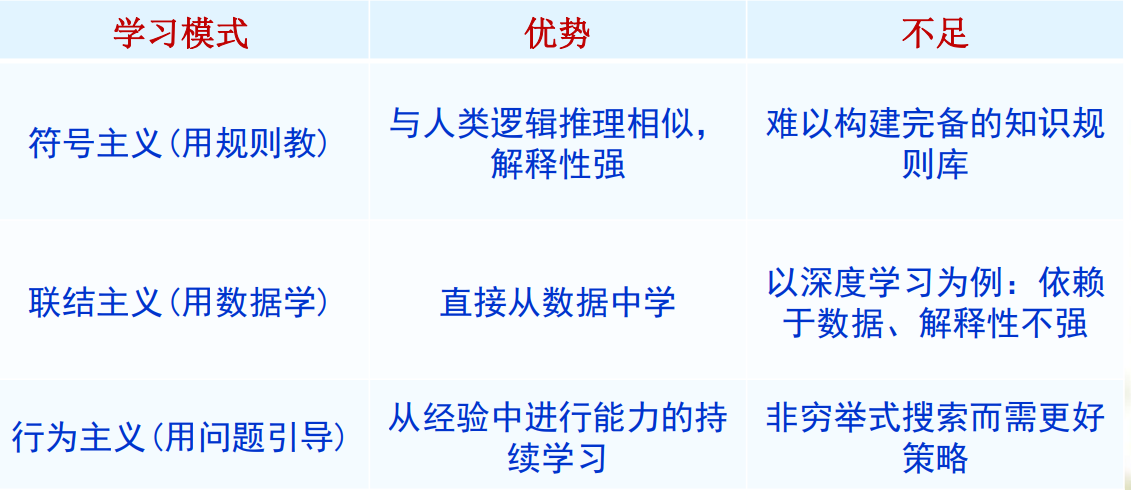 学习模式 优势 不足
符号主义(用规则教)
与人类逻辑推理相似，
解释性强
难以构建完备的知识规
则库
联结主义(用数据学)
直接从数据中学
以深度学习为例：依赖
于数据、解释性不强
行为主义(用问题引导)
从经验中进行能力的持
续学习
非穷举式搜索而需更好
策略